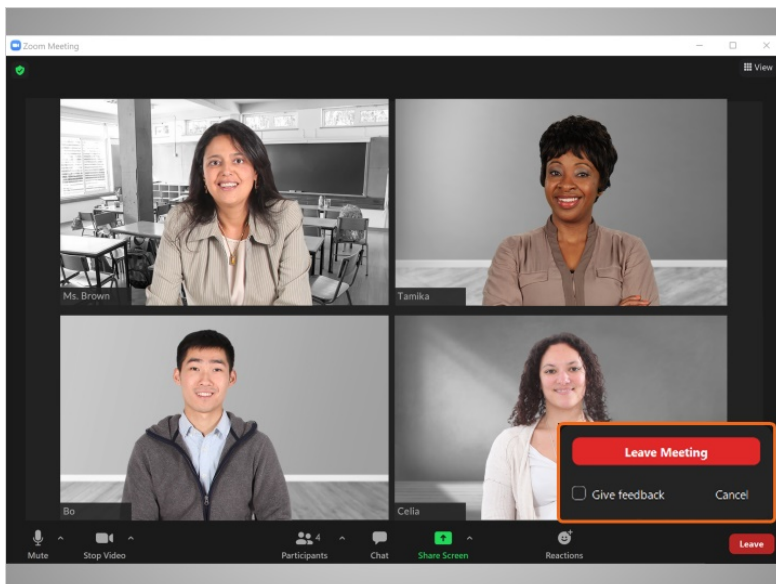 Zoom Meeting
View
Ms. Brown
Tamika
Bo
Celia
Leave Meeting
Give feedback
Cancel
Mute
Stop Video
4
Participants
Chat
Share Screen
Reactions
Leave